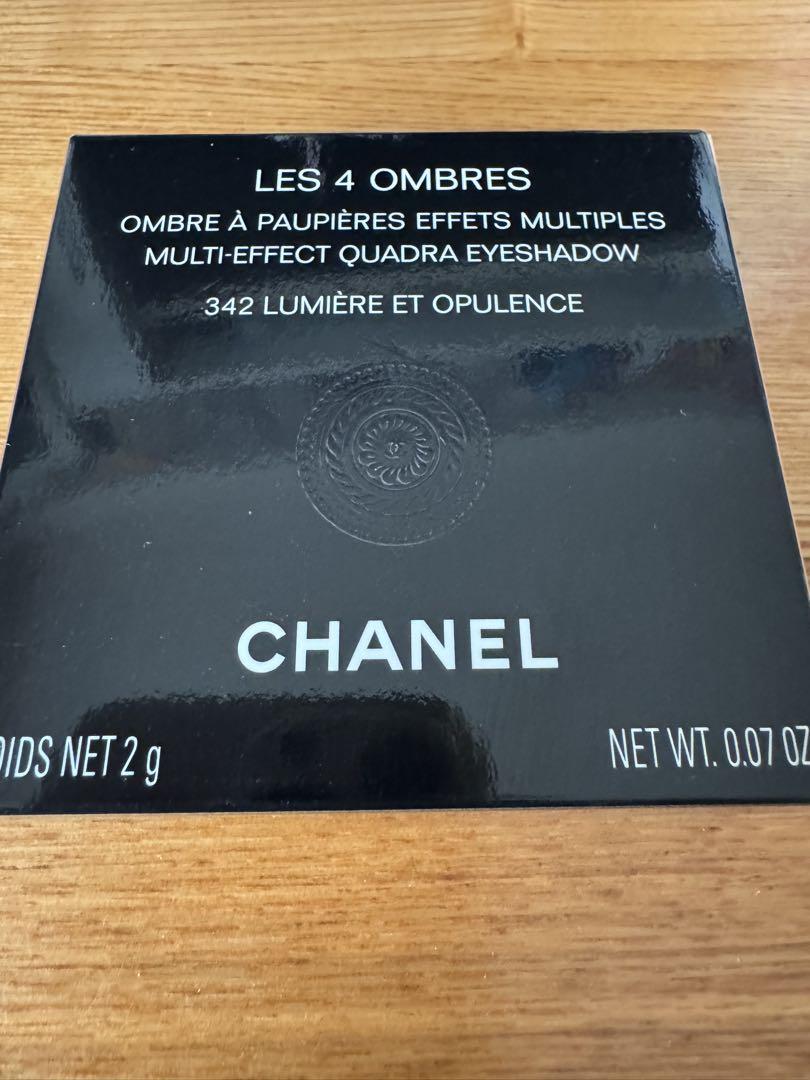 LES 4 OMBRES
OMBRE À PAUPIÈRES EFFETS MULTIPLES
MULTI-EFFECT QUADRA EYESHADOW
342 LUMIÈRE ET OPULENCE
CHANEL
OIDS NET 2 g
NET WT. 0.07 OZ